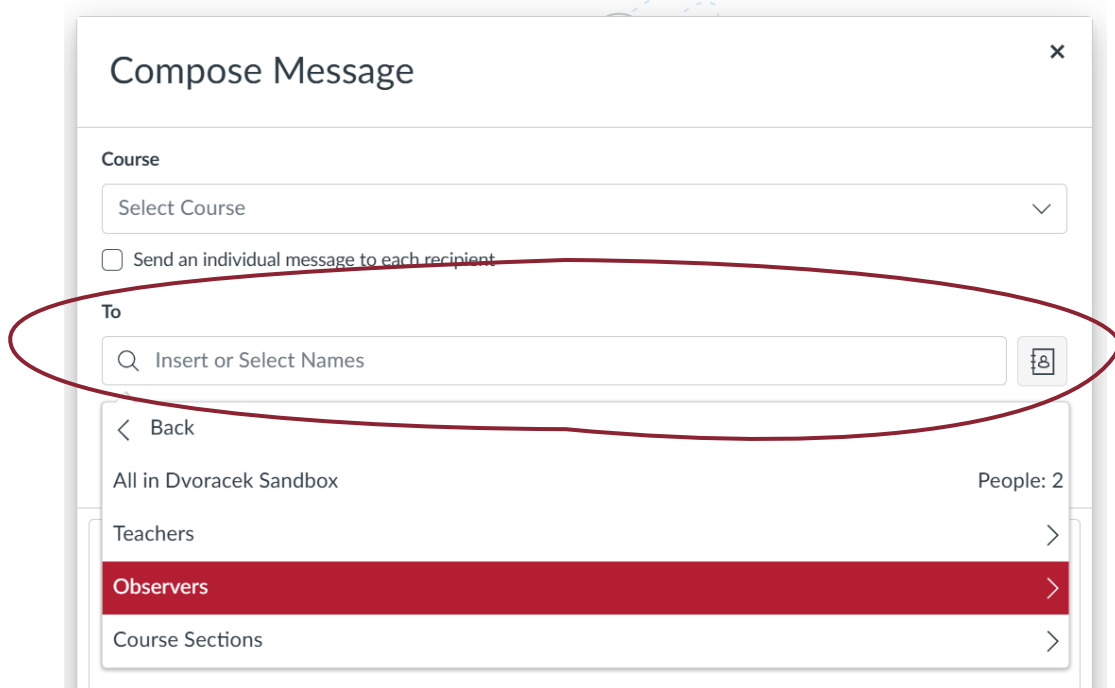 Compose Message
Course
Select Course
Send an individual message to each recipient
To
Insert or Select Names
Back
All in Dvoracek Sandbox People: 2
Teachers
Observers
Course Sections